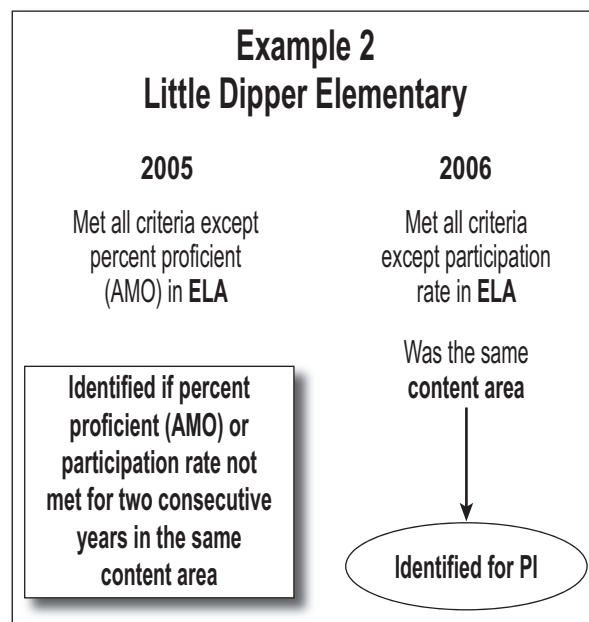 Example 2
Little Dipper Elementary
2005
Met all criteria except
percent proficient
(AMO) in ELA
Identified if percent
proficient (AMO) or
participation rate not
met for two consecutive
years in the same
content area
2006
Met all criteria
except participation
rate in ELA
Was the same
content area
Identified for PI